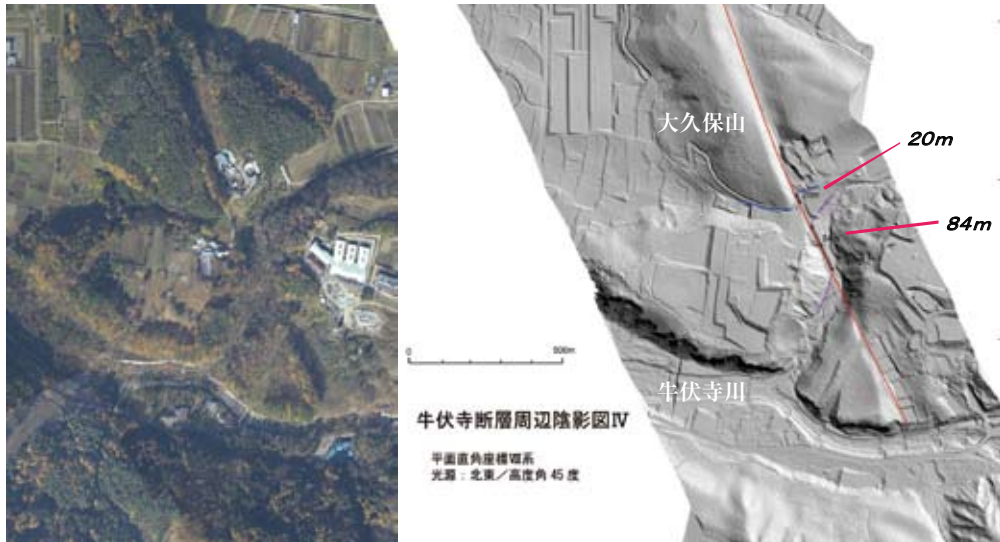 大久保山
20m
84m
牛伏寺川
0 500m
牛伏寺断層周辺陰影図Ⅳ
平面直角座標Ⅷ系
光源：北東／高度角 45 度